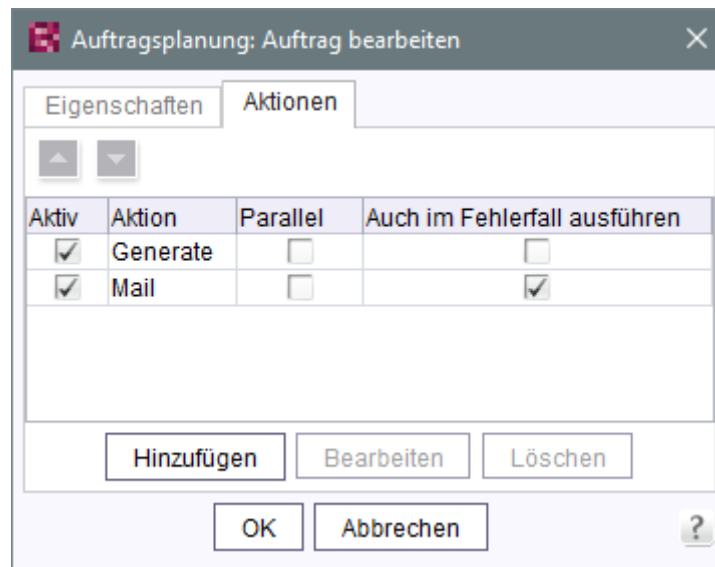 Auftragsplanung: Auftrag bearbeiten
Eigenschaften Aktionen
Aktiv Aktion Parallel Auch im Fehlerfall ausführen
Generate
Mail
Hinzufügen Bearbeiten Löschen
OK Abbrechen ?